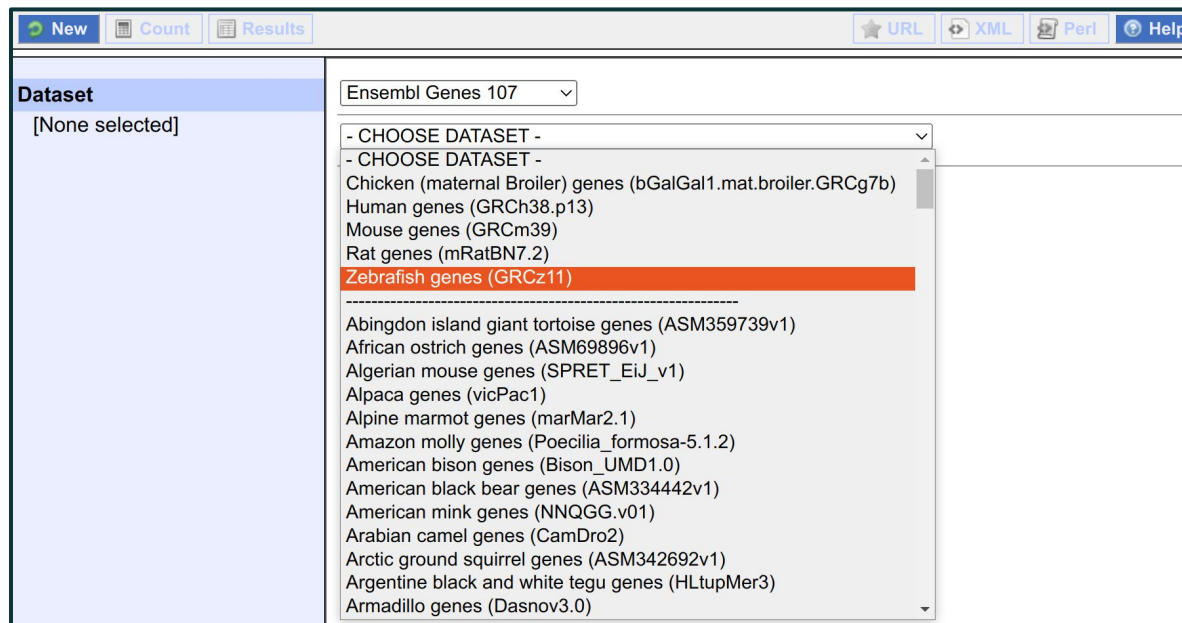 New Count Results URL XML Perl Help
Dataset
[None selected]
Ensembl Genes 107
- CHOOSE DATASET -
- CHOOSE DATASET -
Chicken (maternal Broiler) genes (bGalGal1.mat.broiler.GRCg7b)
Human genes (GRCh38.p13)
Mouse genes (GRCm39)
Rat genes (mRatBN7.2)
Zebrafish genes (GRCz11)
--------------------------------------------------------------
Abingdon island giant tortoise genes (ASM359739v1)
African ostrich genes (ASM69896v1)
Algerian mouse genes (SPRET_EiJ_v1)
Alpaca genes (vicPac1)
Alpine marmot genes (marMar2.1)
Amazon molly genes (Poecilia_formosa-5.1.2)
American bison genes (Bison_UMD1.0)
American black bear genes (ASM334442v1)
American mink genes (NNQGG.v01)
Arabian camel genes (CamDro2)
Arctic ground squirrel genes (ASM342692v1)
Argentine black and white tegu genes (HLtupMer3)
Armadillo genes (Dasnov3.0)